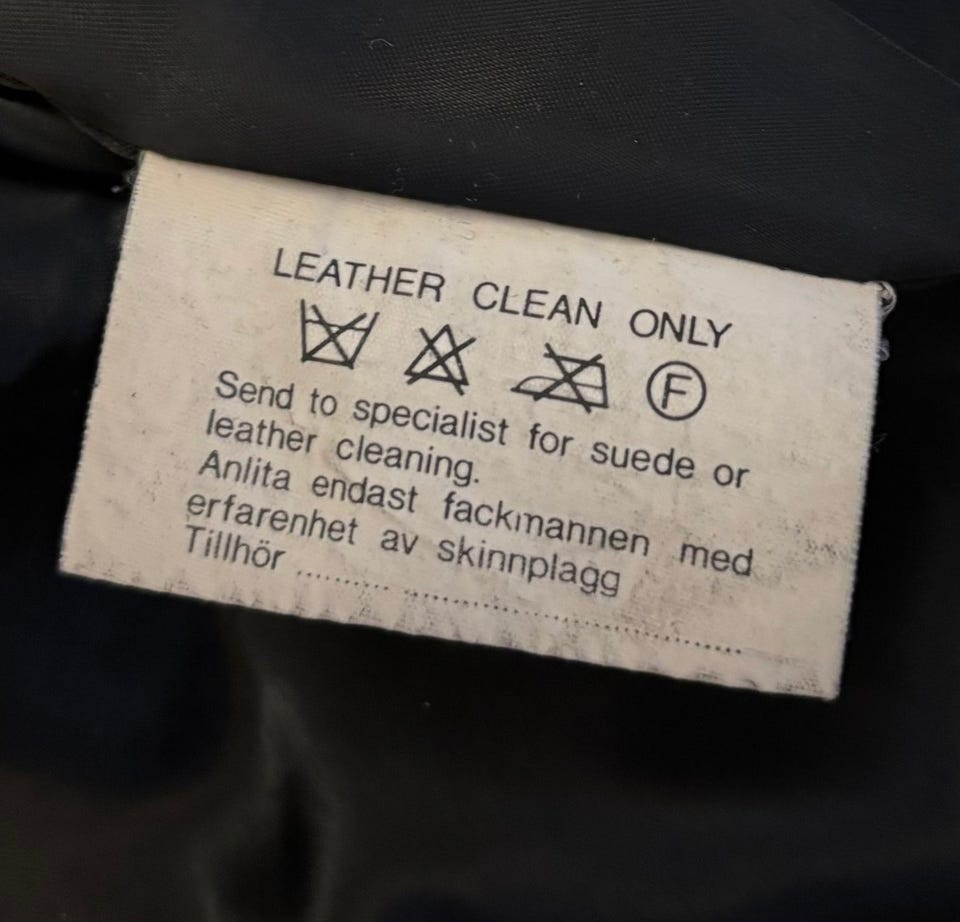 LEATHER CLEAN ONLY
F
Send to specialist for suede or
leather cleaning.
Anlita endast fackmannen med
erfarenhet av skinnplagg
Tillhör ................................................